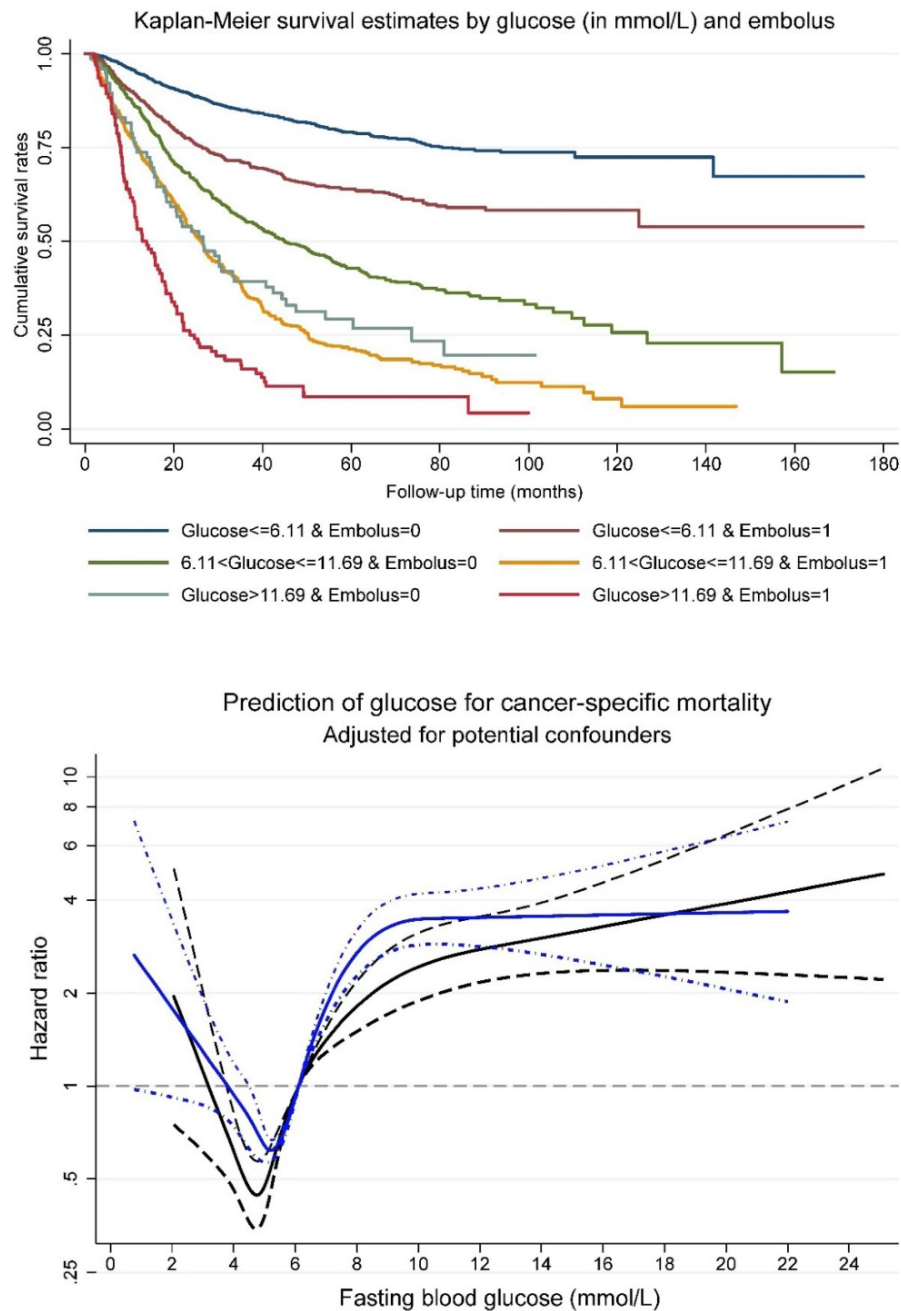 Kaplan-Meier survival estimates by glucose (in mmol/L) and embolus
Cumulative survival rates
1.00
0.75
0.50
0.25
0.00
0 20 40 60 80 100 120 140 160 180
Follow-up time (months)
Glucose<=6.11 & Embolus=0 Glucose<=6.11 & Embolus=1
6.11<Glucose<=11.69 & Embolus=0 6.11<Glucose<=11.69 & Embolus=1
Glucose>11.69 & Embolus=0 Glucose>11.69 & Embolus=1
Prediction of glucose for cancer-specific mortality
Adjusted for potential confounders
Hazard ratio
10
8
6
4
2
1
.5
.25
0 2 4 6 8 10 12 14 16 18 20 22 24
Fasting blood glucose (mmol/L)